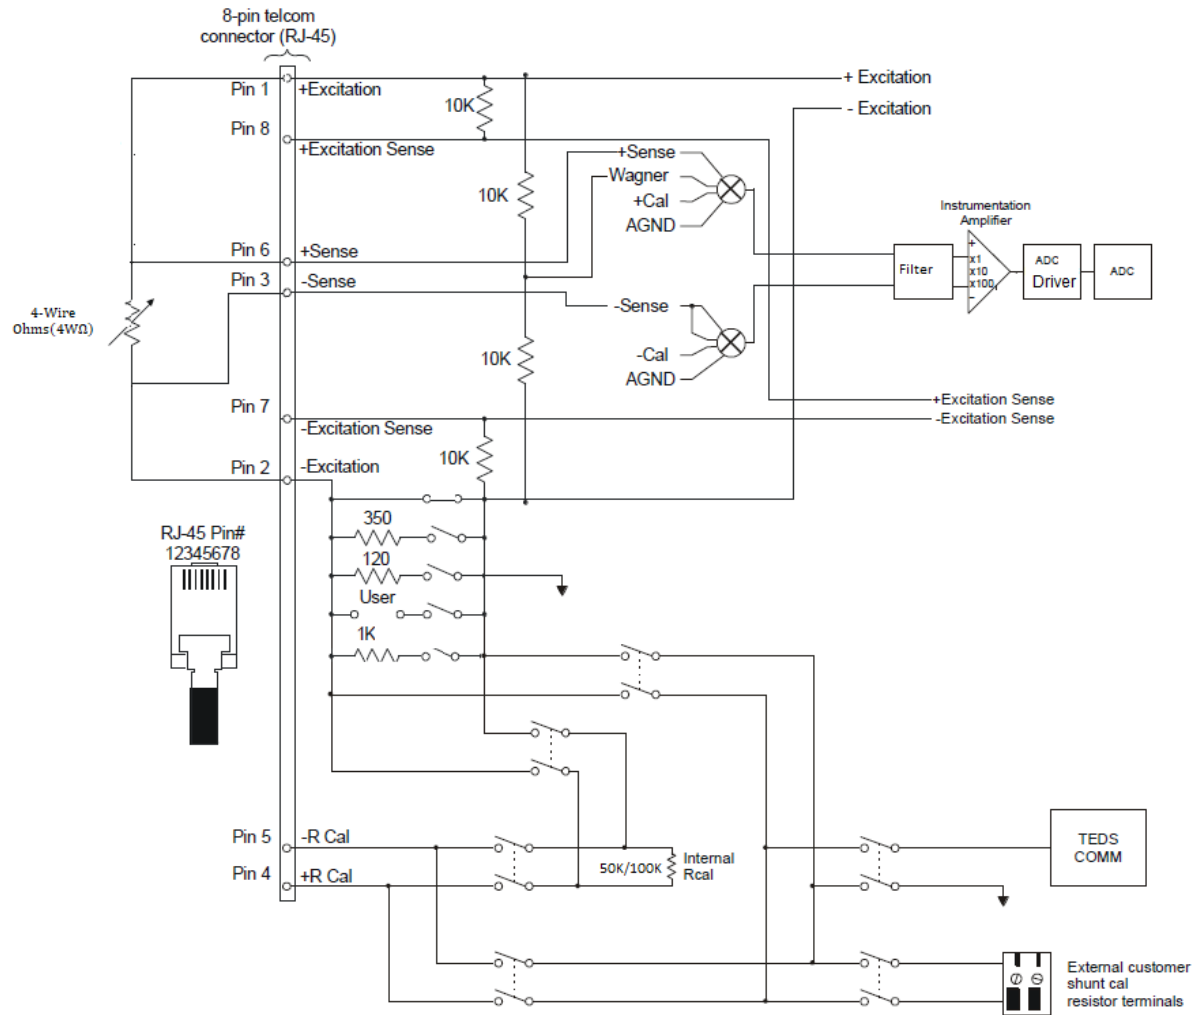 8-pin telcom
connector (RJ-45)
Pin 1
+Excitation
10K
+ Excitation
- Excitation
Pin 8
+Excitation Sense
+Sense
Wagner
+Cal
AGND
10K
Instrumentation
Amplifier
Pin 6
+Sense
Pin 3
-Sense
Filter
+
x1
x10
x100
-
ADC
Driver
ADC
4-Wire
Ohms(4WΩ)
-Sense
-Cal
AGND
10K
Pin 7
-Excitation Sense
+Excitation Sense
-Excitation Sense
10K
Pin 2
-Excitation
RJ-45 Pin#
12345678
350
120
User
1K
Pin 5
-R Cal
Pin 4
+R Cal
50K/100K
Internal
Rcal
TEDS
COMM
External customer
shunt cal
resistor terminals